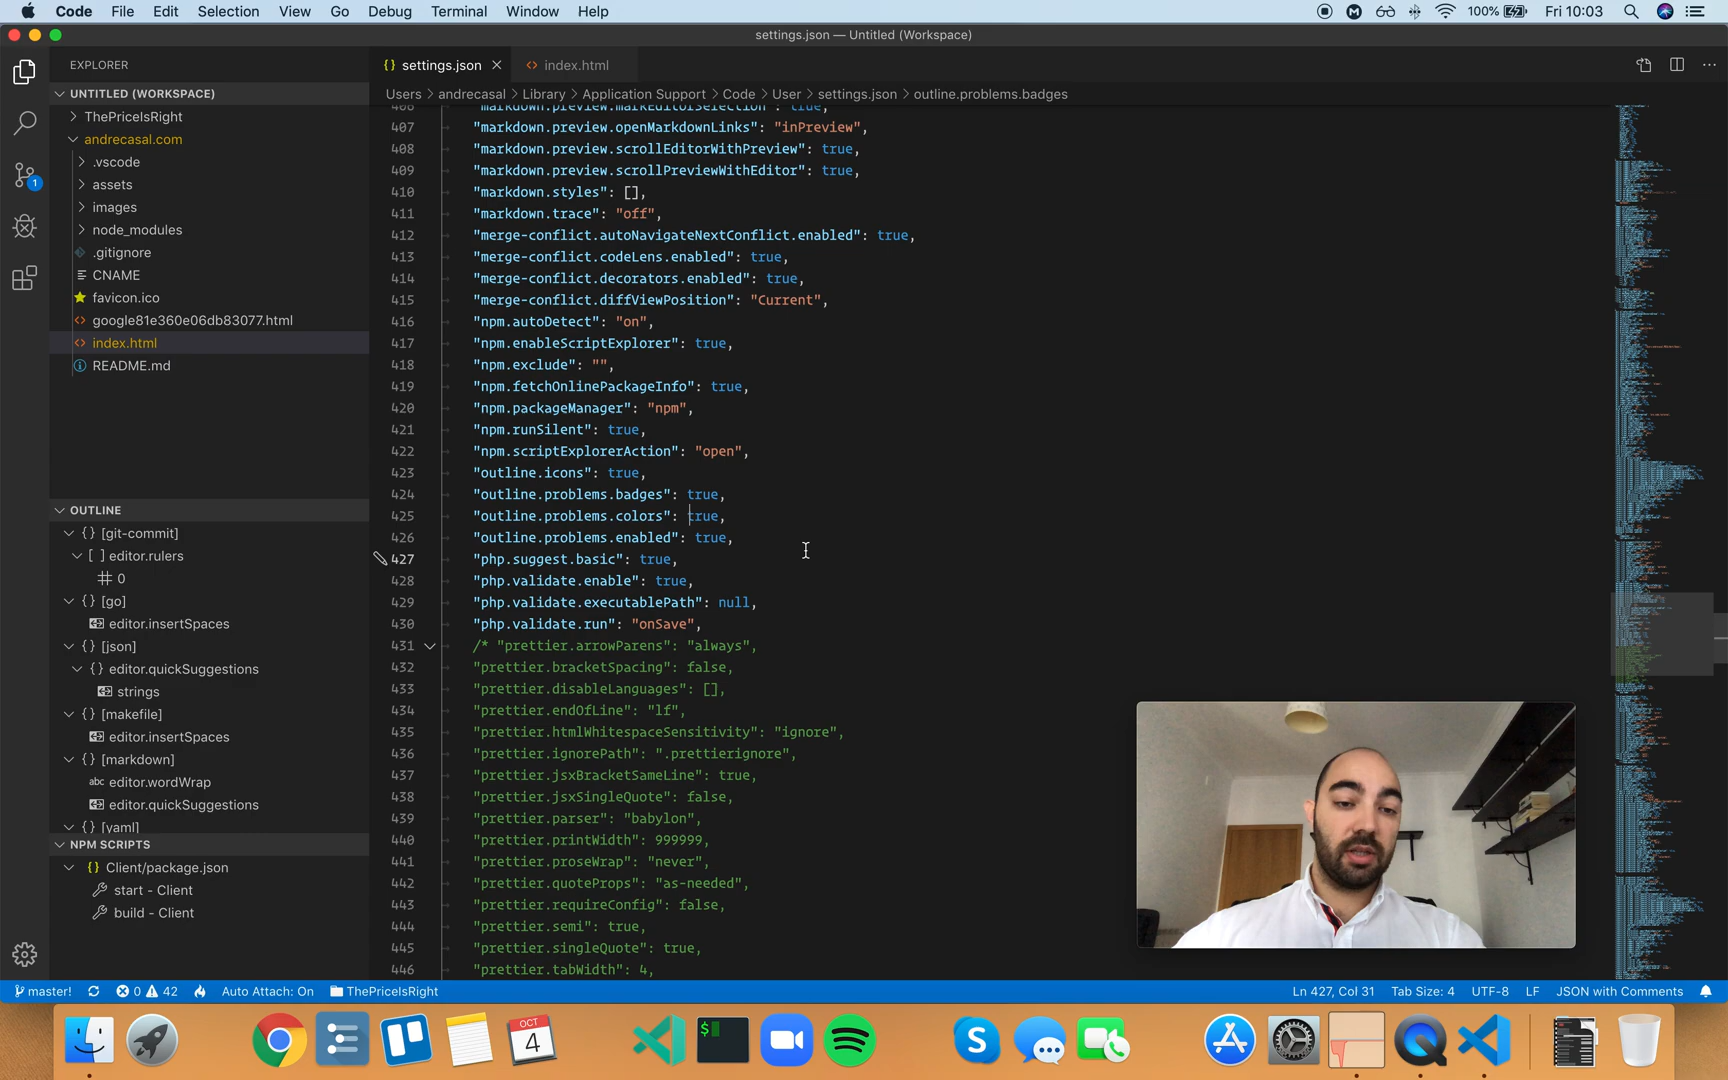 Code File Edit Selection View Go Debug Terminal Window Help 100% Fri 10:03
settings.json — Untitled (Workspace)
EXPLORER
UNTITLED (WORKSPACE)
ThePriceIsRight
andrecasal.com
.vscode
assets
images
node_modules
.gitignore
CNAME
favicon.ico
google81e360e06db83077.html
index.html
README.md
OUTLINE
{} [git-commit]
[ ] editor.rulers
# 0
{} [go]
editor.insertSpaces
{} [json]
{} editor.quickSuggestions
strings
{} [makefile]
editor.insertSpaces
{} [markdown]
abc editor.wordWrap
editor.quickSuggestions
{} [yaml]
NPM SCRIPTS
{} Client/package.json
start - Client
build - Client
{} settings.json
<> index.html
Users > andrecasal > Library > Application Support > Code > User > settings.json > outline.problems.badges
406 "markdown.preview.markEditorSelection": true,
407 "markdown.preview.openMarkdownLinks": "inPreview",
408 "markdown.preview.scrollEditorWithPreview": true,
409 "markdown.preview.scrollPreviewWithEditor": true,
410 "markdown.styles": [],
411 "markdown.trace": "off",
412 "merge-conflict.autoNavigateNextConflict.enabled": true,
413 "merge-conflict.codeLens.enabled": true,
414 "merge-conflict.decorators.enabled": true,
415 "merge-conflict.diffViewPosition": "Current",
416 "npm.autoDetect": "on",
417 "npm.enableScriptExplorer": true,
418 "npm.exclude": "",
419 "npm.fetchOnlinePackageInfo": true,
420 "npm.packageManager": "npm",
421 "npm.runSilent": true,
422 "npm.scriptExplorerAction": "open",
423 "outline.icons": true,
424 "outline.problems.badges": true,
425 "outline.problems.colors": true,
426 "outline.problems.enabled": true,
427 "php.suggest.basic": true,
428 "php.validate.enable": true,
429 "php.validate.executablePath": null,
430 "php.validate.run": "onSave",
431 /* "prettier.arrowParens": "always",
432 "prettier.bracketSpacing": false,
433 "prettier.disableLanguages": [],
434 "prettier.endOfLine": "lf",
435 "prettier.htmlWhitespaceSensitivity": "ignore",
436 "prettier.ignorePath": ".prettierignore",
437 "prettier.jsxBracketSameLine": true,
438 "prettier.jsxSingleQuote": false,
439 "prettier.parser": "babylon",
440 "prettier.printWidth": 999999,
441 "prettier.proseWrap": "never",
442 "prettier.quoteProps": "as-needed",
443 "prettier.requireConfig": false,
444 "prettier.semi": true,
445 "prettier.singleQuote": true,
446 "prettier.tabWidth": 4,
master! 0 42 Auto Attach: On ThePriceIsRight Ln 427, Col 31 Tab Size: 4 UTF-8 LF JSON with Comments
1
OCT
4
$